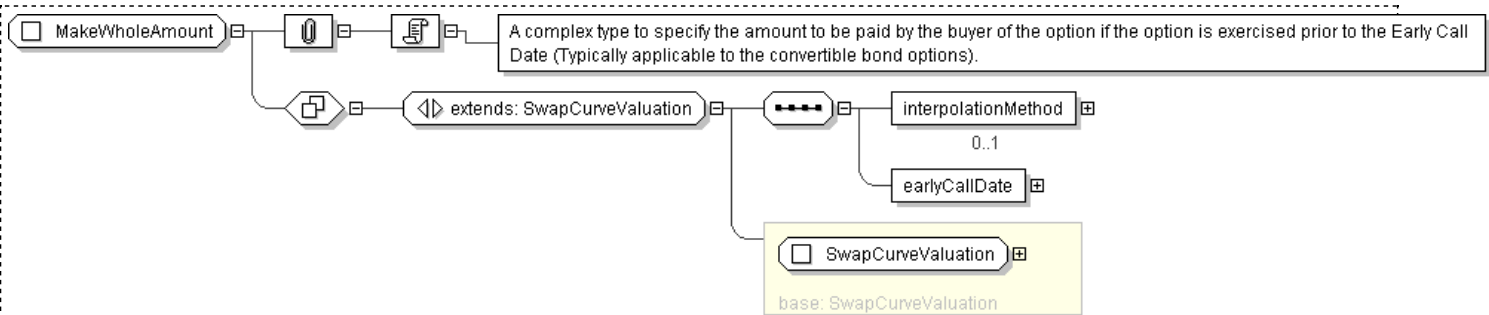 MakeWholeAmount
A complex type to specify the amount to be paid by the buyer of the option if the option is exercised prior to the Early Call
Date (Typically applicable to the convertible bond options).
extends: SwapCurveValuation
interpolationMethod
0..1
earlyCallDate
SwapCurveValuation
base: SwapCurveValuation